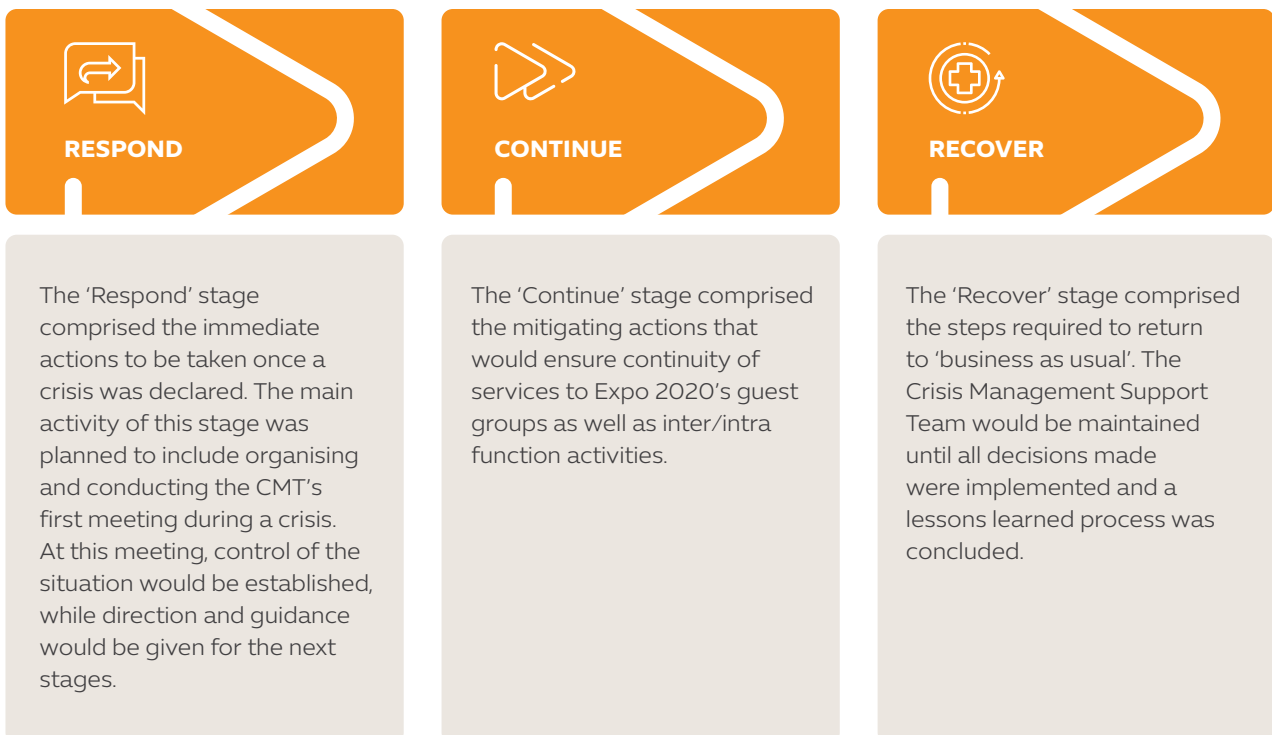 RESPOND
The ‘Respond’ stage
comprised the immediate
actions to be taken once a
crisis was declared. The main
activity of this stage was
planned to include organising
and conducting the CMT’s
first meeting during a crisis.
At this meeting, control of the
situation would be established,
while direction and guidance
would be given for the next
stages.
CONTINUE
The ‘Continue’ stage comprised
the mitigating actions that
would ensure continuity of
services to Expo 2020’s guest
groups as well as inter/intra
function activities.
RECOVER
The ‘Recover’ stage comprised
the steps required to return
to ‘business as usual’. The
Crisis Management Support
Team would be maintained
until all decisions made
were implemented and a
lessons learned process was
concluded.